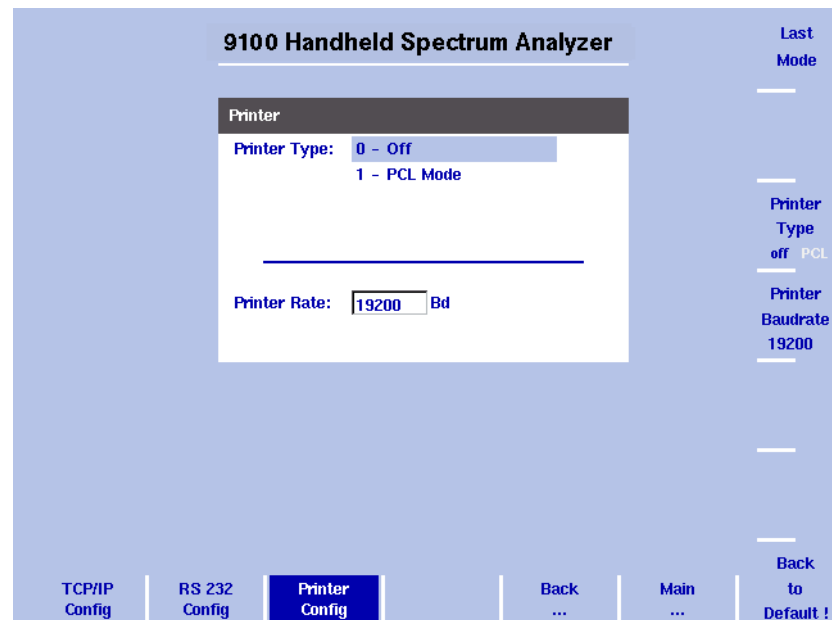 9100 Handheld Spectrum Analyzer
Printer
Printer Type: 0 - Off
1 - PCL Mode
Printer Rate: 19200 Bd
Last
Mode
Printer
Type
off PCL
Printer
Baudrate
19200
Back
to
Default !
TCP/IP
Config
RS 232
Config
Printer
Config
Back
...
Main
...